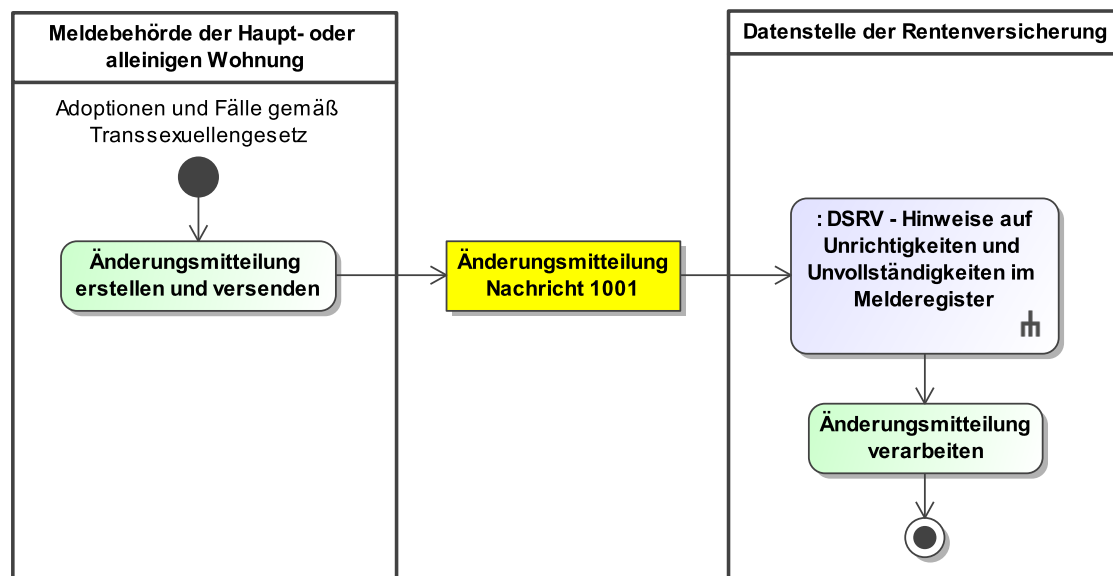 Meldebehörde der Haupt- oder
alleinigen Wohnung
Adoptionen und Fälle gemäß
Transsexuellengesetz
Änderungsmitteilung
erstellen und versenden
Änderungsmitteilung
Nachricht 1001
Datenstelle der Rentenversicherung
: DSRV - Hinweise auf
Unrichtigkeiten und
Unvollständigkeiten im
Melderegister
Änderungsmitteilung
verarbeiten